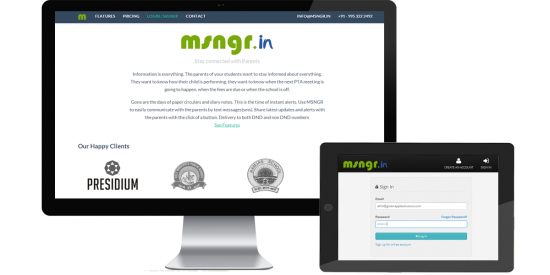 m FEATURES PRICING LOGIN / SIGNUP CONTACT INFO@MSNGR.IN +91 - 995 322 3492
msngr.in
Stay connected with Parents
Information is everything. The parents of your students want to stay informed about everything.
They want to know how their child is performing, they want to know when the next PTA meeting is
going to happen, when the fees are due or when the school is off.
Gone are the days of paper circulars and diary notes. This is the time of instant alerts. Use MSNGR
to easily communicate with the parents by text messages(sms). Share latest updates and alerts with
the parents with the click of a button. Delivery to both DND and non DND numbers
See Features
Our Happy Clients
PRESIDIUM
msngr.in
CREATE AN ACCOUNT SIGN IN
Sign In
Email
Password Forgot Password?
Log In
Sign up for a free account